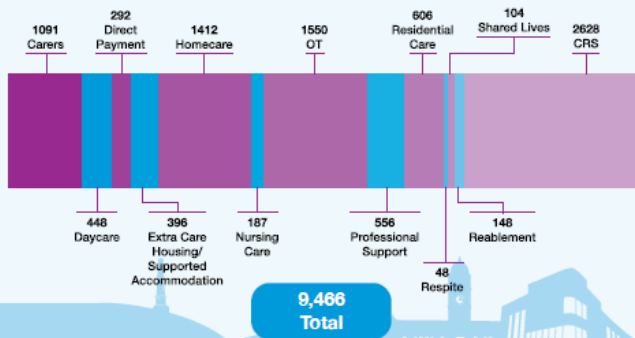 1091
Carers
292
Direct
Payment
1412
Homecare
1550
OT
606
Residential
Care
104
Shared Lives
2628
CRS
448
Daycare
396
Extra Care
Housing/
Supported
Accommodation
187
Nursing
Care
556
Professional
Support
48
Respite
148
Reablement
9,466
Total